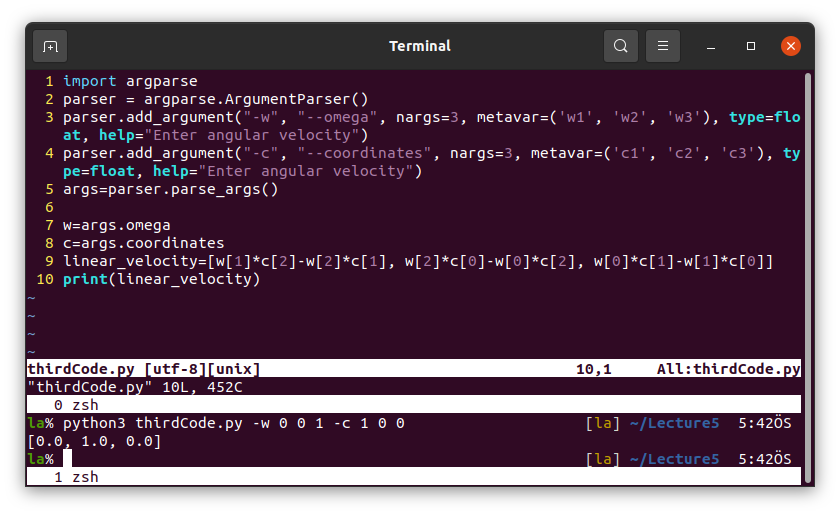 Terminal
1 import argparse
2 parser = argparse.ArgumentParser()
3 parser.add_argument("-w", "--omega", nargs=3, metavar=('w1', 'w2', 'w3'), type=flo
at, help="Enter angular velocity")
4 parser.add_argument("-c", "--coordinates", nargs=3, metavar=('c1', 'c2', 'c3'), ty
pe=float, help="Enter angular velocity")
5 args=parser.parse_args()
6
7 w=args.omega
8 c=args.coordinates
9 linear_velocity=[w[1]*c[2]-w[2]*c[1], w[2]*c[0]-w[0]*c[2], w[0]*c[1]-w[1]*c[0]]
10 print(linear_velocity)
~
~
~
~
thirdCode.py [utf-8][unix] 10,1 All:thirdCode.py
"thirdCode.py" 10L, 452C
0 zsh
la% python3 thirdCode.py -w 0 0 1 -c 1 0 0 [la] ~/Lecture5 5:42ÖS
[0.0, 1.0, 0.0]
la% [la] ~/Lecture5 5:42ÖS
1 zsh